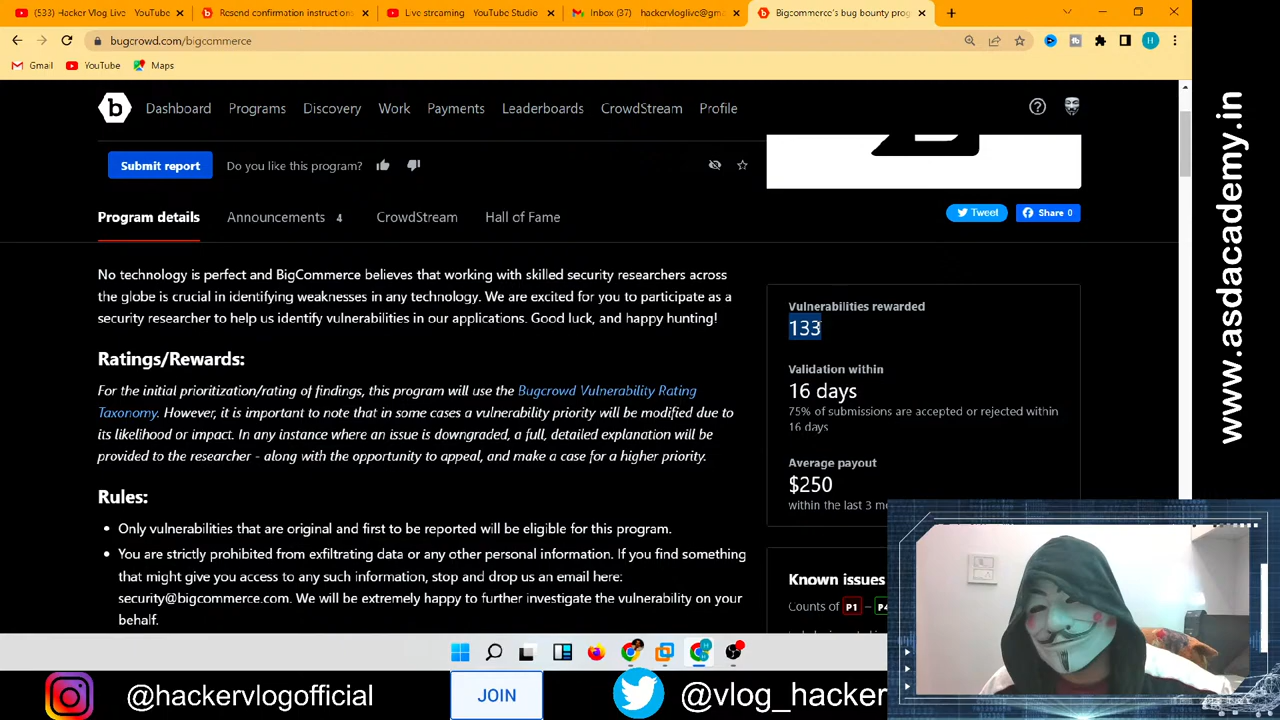 (533) Hacker Vlog Live - YouTube
Resend confirmation instructions
Live streaming - YouTube Studio
Inbox (37) - hackervloglive@gm
Bigcommerce's bug bounty prog
bugcrowd.com/bigcommerce
H
Gmail
YouTube
Maps
b
Dashboard
Programs
Discovery
Work
Payments
Leaderboards
CrowdStream
Profile
Submit report
Do you like this program?
Program details
Announcements 4
CrowdStream
Hall of Fame
Tweet
Share 0
No technology is perfect and BigCommerce believes that working with skilled security researchers across
the globe is crucial in identifying weaknesses in any technology. We are excited for you to participate as a
security researcher to help us identify vulnerabilities in our applications. Good luck, and happy hunting!
Ratings/Rewards:
For the initial prioritization/rating of findings, this program will use the Bugcrowd Vulnerability Rating
Taxonomy. However, it is important to note that in some cases a vulnerability priority will be modified due to
its likelihood or impact. In any instance where an issue is downgraded, a full, detailed explanation will be
provided to the researcher - along with the opportunity to appeal, and make a case for a higher priority.
Rules:
• Only vulnerabilities that are original and first to be reported will be eligible for this program.
• You are strictly prohibited from exfiltrating data or any other personal information. If you find something
that might give you access to any such information, stop and drop us an email here:
security@bigcommerce.com. We will be extremely happy to further investigate the vulnerability on your
behalf.
Vulnerabilities rewarded
133
Validation within
16 days
75% of submissions are accepted or rejected within
16 days
Average payout
$250
within the last 3 m
Known issues
Counts of P1 – P4
www.asdacademy.in
@hackervlogofficial
JOIN
@vlog_hacker